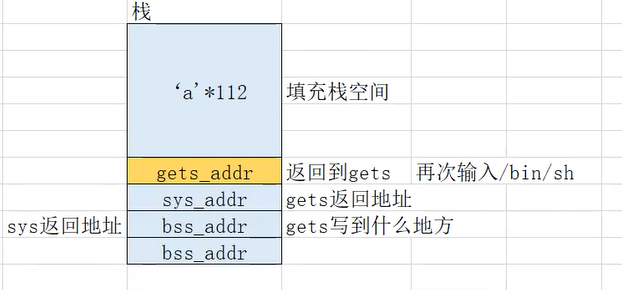 栈
‘a'*112 填充栈空间
gets_addr 返回到gets 再次输入/bin/sh
sys_addr gets返回地址
sys返回地址 bss_addr gets写到什么地方
bss_addr